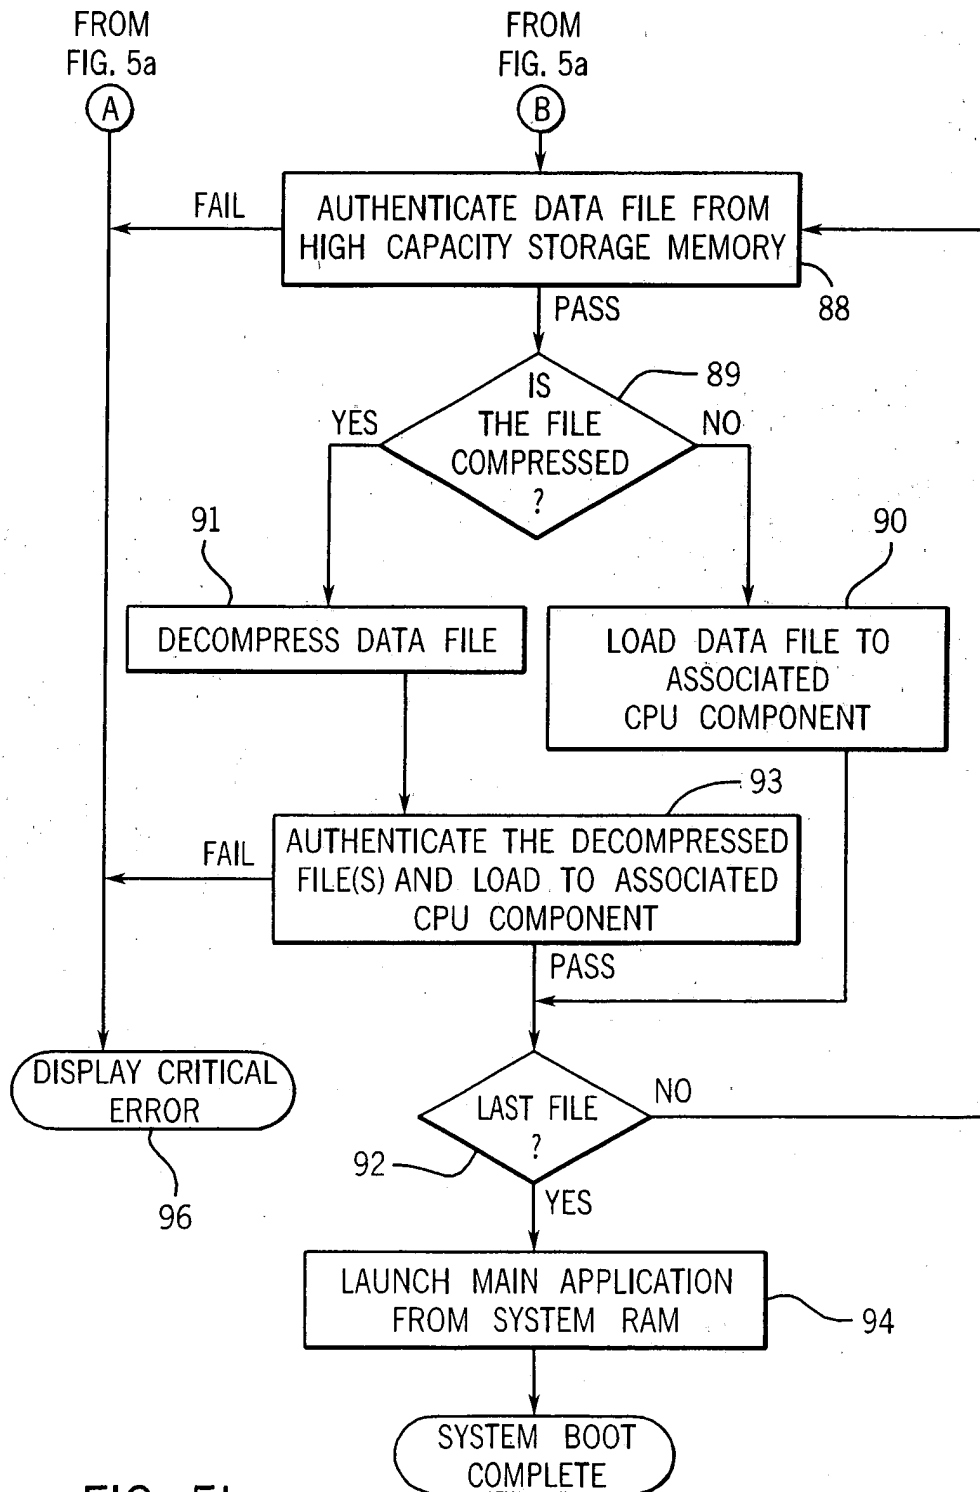 FROM
FIG. 5a
A
FROM
FIG. 5a
B
FAIL
AUTHENTICATE DATA FILE FROM
HIGH CAPACITY STORAGE MEMORY
88
PASS
IS
THE FILE
COMPRESSED
?
89
YES
NO
91
90
DECOMPRESS DATA FILE
LOAD DATA FILE TO
ASSOCIATED
CPU COMPONENT
93
FAIL
AUTHENTICATE THE DECOMPRESSED
FILE(S) AND LOAD TO ASSOCIATED
CPU COMPONENT
PASS
DISPLAY CRITICAL
ERROR
96
LAST FILE
?
NO
92
YES
LAUNCH MAIN APPLICATION
FROM SYSTEM RAM
94
SYSTEM BOOT
COMPLETE